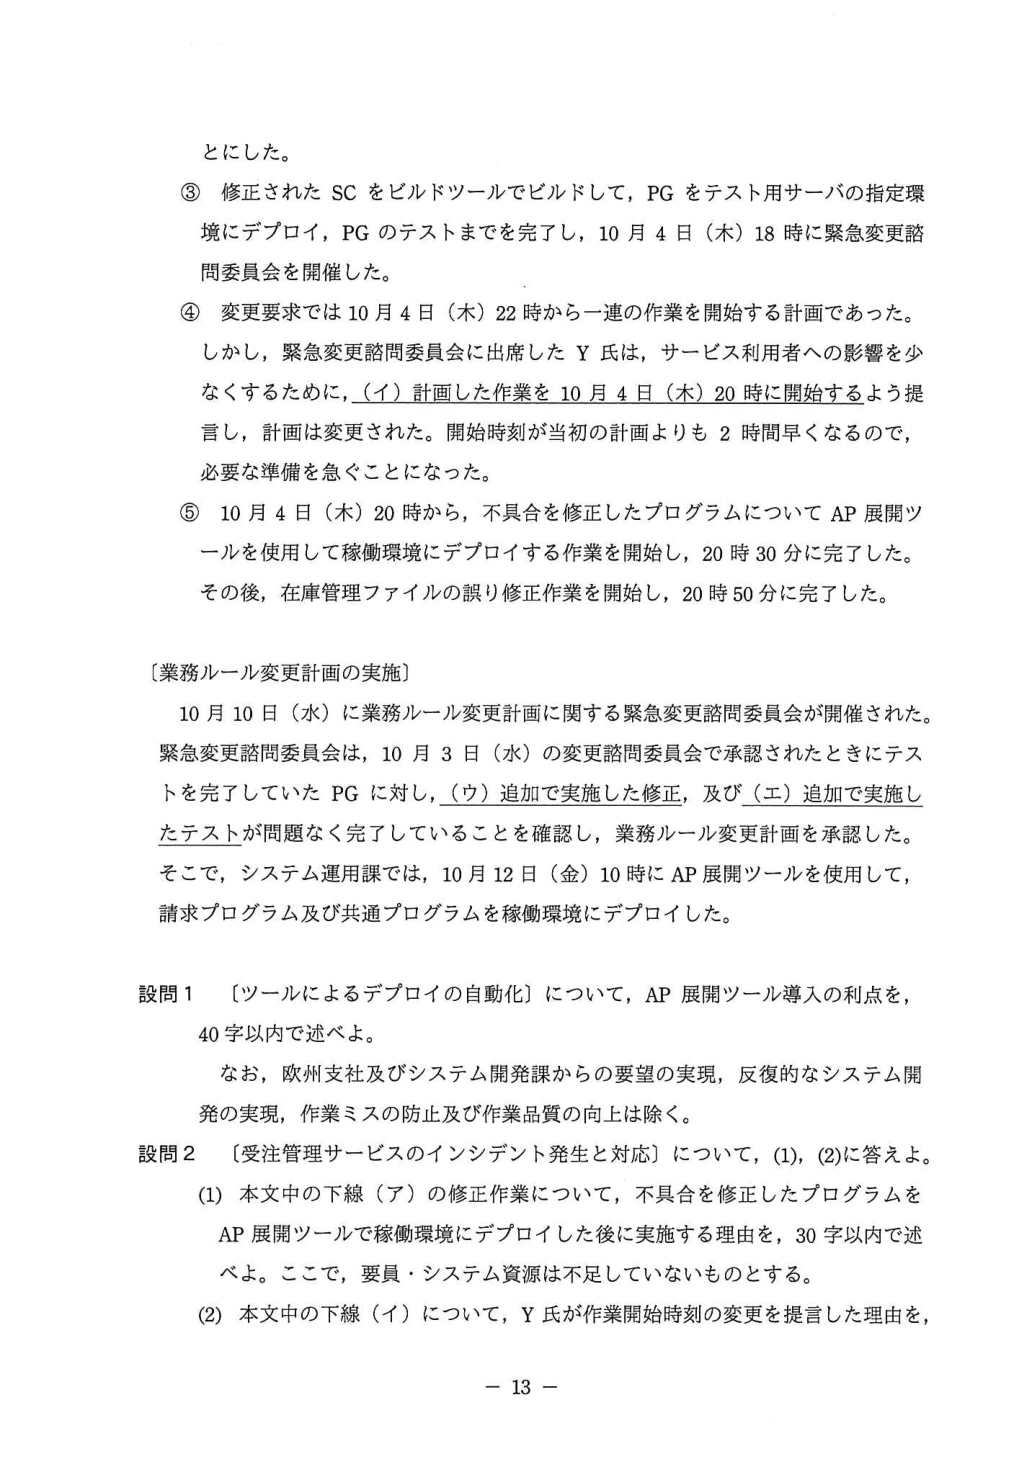 とにした。
③ 修正された SC をビルドツールでビルドして，PG をテスト用サーバの指定環
境にデプロイ，PG のテストまでを完了し，10 月 4 日（木）18 時に緊急変更諮
問委員会を開催した。
④ 変更要求では 10 月 4 日（木）22 時から一連の作業を開始する計画であった。
しかし，緊急変更諮問委員会に出席した Y 氏は，サービス利用者への影響を少
なくするために，（イ）計画した作業を 10 月 4 日（木）20 時に開始するよう提
言し，計画は変更された。開始時刻が当初の計画よりも 2 時間早くなるので，
必要な準備を急ぐことになった。
⑤ 10 月 4 日（木）20 時から，不具合を修正したプログラムについて AP 展開ツ
ールを使用して稼働環境にデプロイする作業を開始し，20 時 30 分に完了した。
その後，在庫管理ファイルの誤り修正作業を開始し，20 時 50 分に完了した。
〔業務ルール変更計画の実施〕
10 月 10 日（水）に業務ルール変更計画に関する緊急変更諮問委員会が開催された。
緊急変更諮問委員会は，10 月 3 日（水）の変更諮問委員会で承認されたときにテス
トを完了していた PG に対し，（ウ）追加で実施した修正，及び（エ）追加で実施し
たテストが問題なく完了していることを確認し，業務ルール変更計画を承認した。
そこで，システム運用課では，10 月 12 日（金）10 時に AP 展開ツールを使用して，
請求プログラム及び共通プログラムを稼働環境にデプロイした。
設問1 〔ツールによるデプロイの自動化〕について，AP 展開ツール導入の利点を，
40 字以内で述べよ。
なお，欧州支社及びシステム開発課からの要望の実現，反復的なシステム開
発の実現，作業ミスの防止及び作業品質の向上は除く。
設問2 〔受注管理サービスのインシデント発生と対応〕について，(1)，(2)に答えよ。
(1) 本文中の下線（ア）の修正作業について，不具合を修正したプログラムを
AP 展開ツールで稼働環境にデプロイした後に実施する理由を，30 字以内で述
べよ。ここで，要員・システム資源は不足していないものとする。
(2) 本文中の下線（イ）について，Y 氏が作業開始時刻の変更を提言した理由を，
－ 13 －